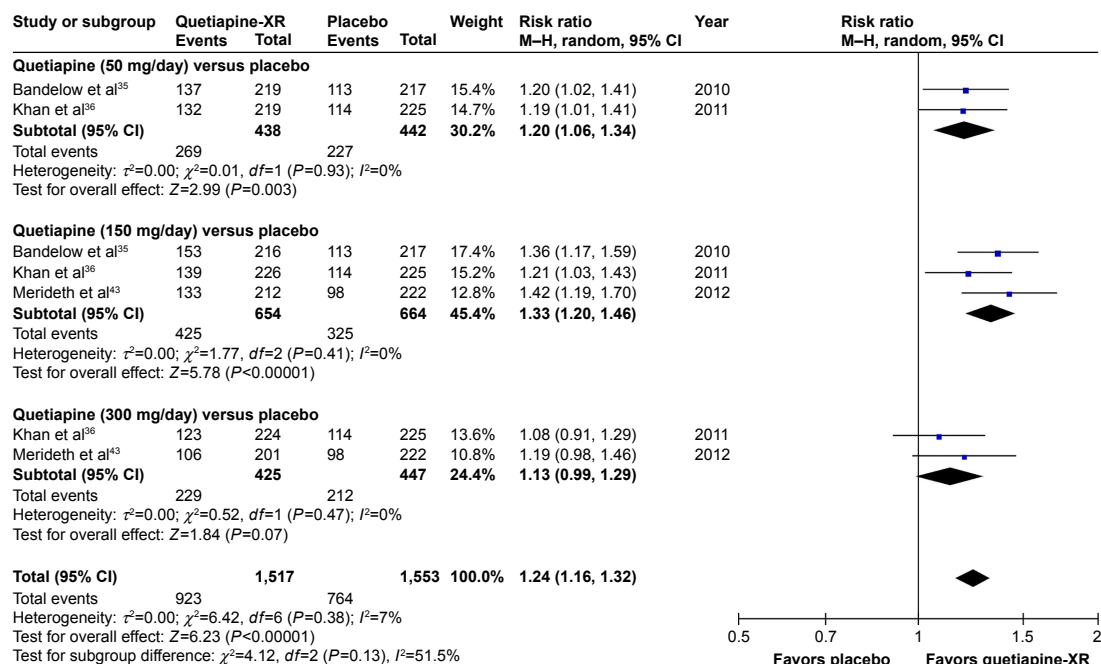 Study or subgroup Quetiapine-XR Placebo Weight Risk ratio Year Risk ratio
Events Total Events Total M–H, random, 95% CI M–H, random, 95% CI
Quetiapine (50 mg/day) versus placebo
Bandelow et al³⁵ 137 219 113 217 15.4% 1.20 (1.02, 1.41) 2010
Khan et al³⁶ 132 219 114 225 14.7% 1.19 (1.01, 1.41) 2011
Subtotal (95% CI) 438 442 30.2% 1.20 (1.06, 1.34)
Total events 269 227
Heterogeneity: τ²=0.00; χ²=0.01, df=1 (P=0.93); I²=0%
Test for overall effect: Z=2.99 (P=0.003)
Quetiapine (150 mg/day) versus placebo
Bandelow et al³⁵ 153 216 113 217 17.4% 1.36 (1.17, 1.59) 2010
Khan et al³⁶ 139 226 114 225 15.2% 1.21 (1.03, 1.43) 2011
Merideth et al⁴³ 133 212 98 222 12.8% 1.42 (1.19, 1.70) 2012
Subtotal (95% CI) 654 664 45.4% 1.33 (1.20, 1.46)
Total events 425 325
Heterogeneity: τ²=0.00; χ²=1.77, df=2 (P=0.41); I²=0%
Test for overall effect: Z=5.78 (P<0.00001)
Quetiapine (300 mg/day) versus placebo
Khan et al³⁶ 123 224 114 225 13.6% 1.08 (0.91, 1.29) 2011
Merideth et al⁴³ 106 201 98 222 10.8% 1.19 (0.98, 1.46) 2012
Subtotal (95% CI) 425 447 24.4% 1.13 (0.99, 1.29)
Total events 229 212
Heterogeneity: τ²=0.00; χ²=0.52, df=1 (P=0.47); I²=0%
Test for overall effect: Z=1.84 (P=0.07)
Total (95% CI) 1,517 1,553 100.0% 1.24 (1.16, 1.32)
Total events 923 764
Heterogeneity: τ²=0.00; χ²=6.42, df=6 (P=0.38); I²=7%
Test for overall effect: Z=6.23 (P<0.00001)
Test for subgroup difference: χ²=4.12, df=2 (P=0.13), I²=51.5%
0.5 0.7 1 1.5 2
Favors placebo Favors quetiapine-XR